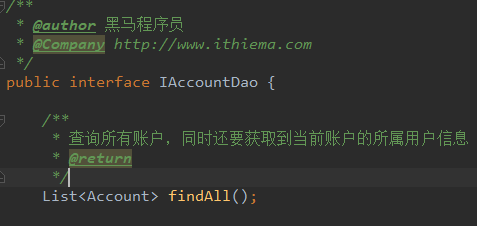 /**
* @author 黑马程序员
* @Company http://www.ithiema.com
*/
public interface IAccountDao {
/**
* 查询所有账户，同时还要获取到当前账户的所属用户信息
* @return
*/
List<Account> findAll();